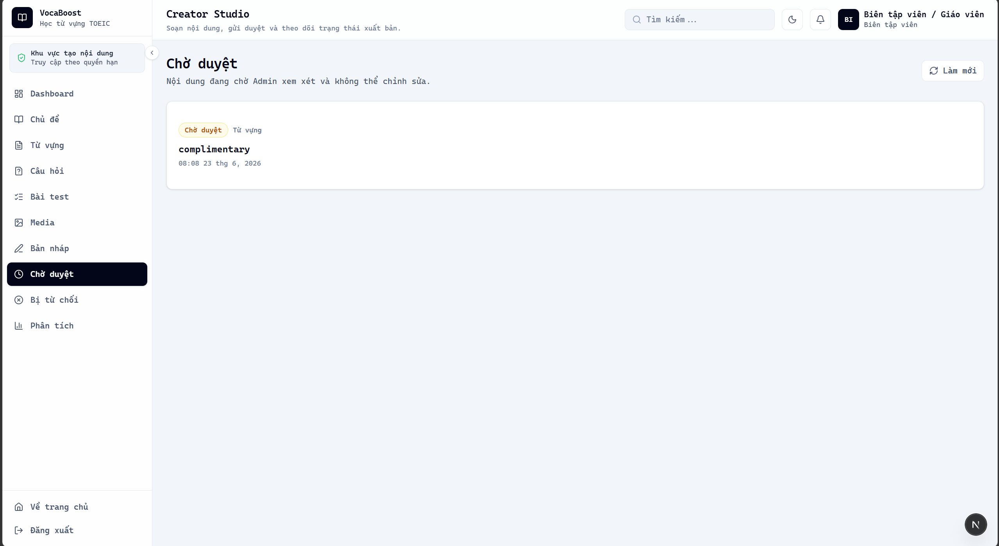 VocaBoost
Học từ vựng TOEIC
Khu vực tạo nội dung
Truy cập theo quyền hạn
Dashboard
Chủ đề
Từ vựng
Câu hỏi
Bài test
Media
Bản nháp
Chờ duyệt
Bị từ chối
Phân tích
Về trang chủ
Đăng xuất
Creator Studio
Soạn nội dung, gửi duyệt và theo dõi trạng thái xuất bản.
Tìm kiếm...
BI
Biên tập viên / Giáo viên
Biên tập viên
Chờ duyệt
Nội dung đang chờ Admin xem xét và không thể chỉnh sửa.
Làm mới
Chờ duyệt Từ vựng
complimentary
08:08 23 thg 6, 2026
N